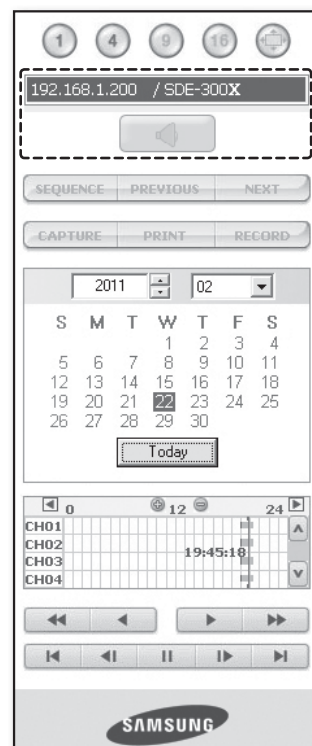 1 4 9 16
192.168.1.200 / SDE-300X
SEQUENCE PREVIOUS NEXT
CAPTURE PRINT RECORD
2011 02
S M T W T F S
1 2 3 4
5 6 7 8 9 10 11
12 13 14 15 16 17 18
19 20 21 22 23 24 25
26 27 28 29 30
Today
0 12 24
CH01
CH02
19:45:18
CH03
CH04
SAMSUNG